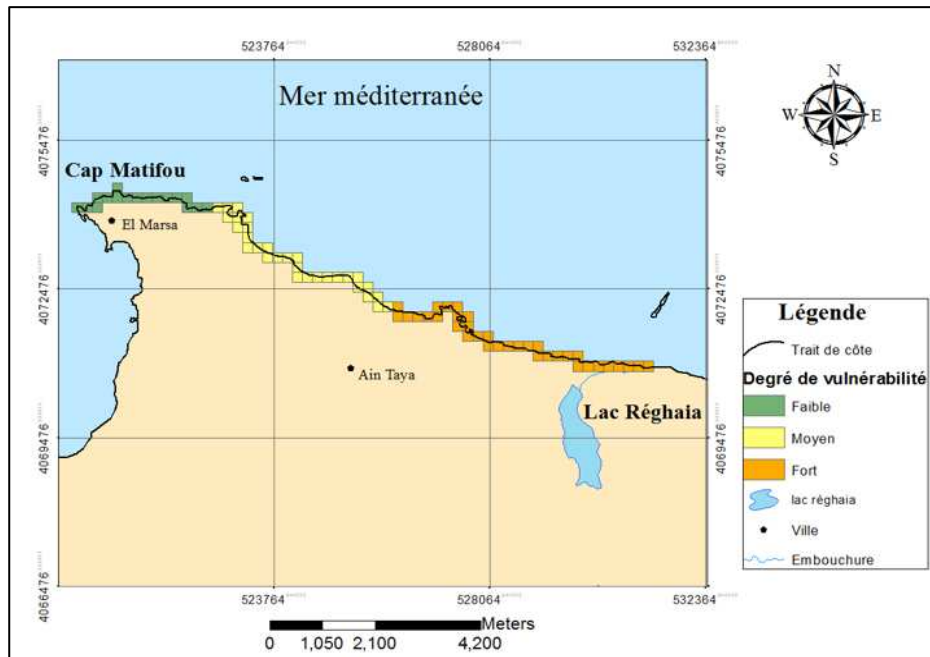 523764 528064 532364
N
W E
S
Mer méditerranée
4075476 4075476
Cap Matifou
El Marsa
4072476 4072476
Légende
Trait de côte
Degré de vulnérabilité
Faible
Moyen
Fort
lac réghaia
Ville
Embouchure
Ain Taya
Lac Réghaia
4069476 4069476
4066476 4066476
523764 528064 532364
Meters
0 1,050 2,100 4,200